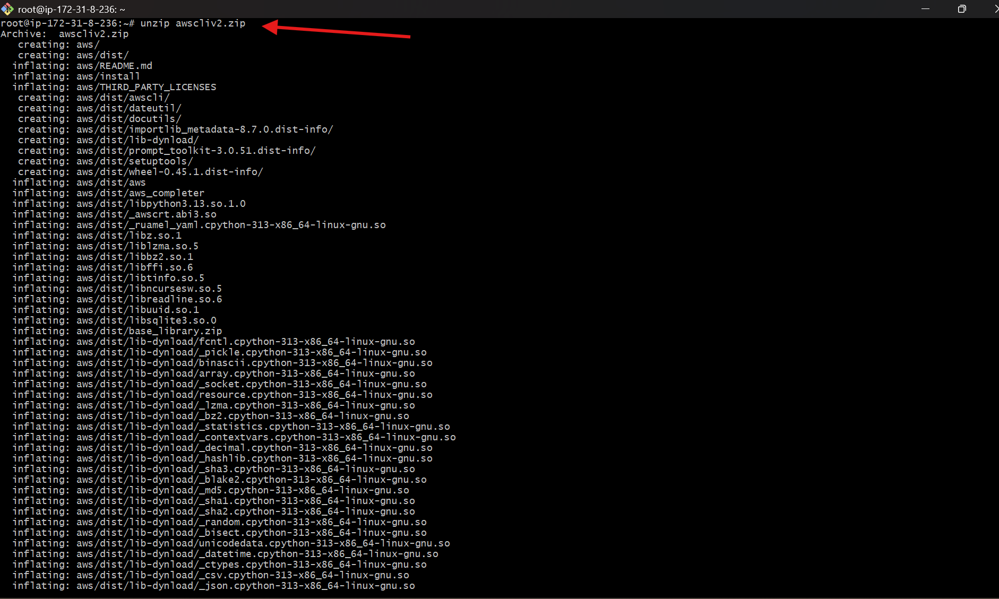 root@ip-172-31-8-236: ~
root@ip-172-31-8-236:~# unzip awscliv2.zip
Archive:  awscliv2.zip
   creating: aws/
   creating: aws/dist/
  inflating: aws/README.md
  inflating: aws/install
  inflating: aws/THIRD_PARTY_LICENSES
   creating: aws/dist/awscli/
   creating: aws/dist/dateutil/
   creating: aws/dist/docutils/
   creating: aws/dist/importlib_metadata-8.7.0.dist-info/
   creating: aws/dist/lib-dynload/
   creating: aws/dist/prompt_toolkit-3.0.51.dist-info/
   creating: aws/dist/setuptools/
   creating: aws/dist/wheel-0.45.1.dist-info/
  inflating: aws/dist/aws
  inflating: aws/dist/aws_completer
  inflating: aws/dist/libpython3.13.so.1.0
  inflating: aws/dist/_awscrt.abi3.so
  inflating: aws/dist/_ruamel_yaml.cpython-313-x86_64-linux-gnu.so
  inflating: aws/dist/libz.so.1
  inflating: aws/dist/liblzma.so.5
  inflating: aws/dist/libbz2.so.1
  inflating: aws/dist/libffi.so.6
  inflating: aws/dist/libtinfo.so.5
  inflating: aws/dist/libncursesw.so.5
  inflating: aws/dist/libreadline.so.6
  inflating: aws/dist/libuuid.so.1
  inflating: aws/dist/libsqlite3.so.0
  inflating: aws/dist/base_library.zip
  inflating: aws/dist/lib-dynload/fcntl.cpython-313-x86_64-linux-gnu.so
  inflating: aws/dist/lib-dynload/_pickle.cpython-313-x86_64-linux-gnu.so
  inflating: aws/dist/lib-dynload/binascii.cpython-313-x86_64-linux-gnu.so
  inflating: aws/dist/lib-dynload/array.cpython-313-x86_64-linux-gnu.so
  inflating: aws/dist/lib-dynload/_socket.cpython-313-x86_64-linux-gnu.so
  inflating: aws/dist/lib-dynload/resource.cpython-313-x86_64-linux-gnu.so
  inflating: aws/dist/lib-dynload/_lzma.cpython-313-x86_64-linux-gnu.so
  inflating: aws/dist/lib-dynload/_bz2.cpython-313-x86_64-linux-gnu.so
  inflating: aws/dist/lib-dynload/_statistics.cpython-313-x86_64-linux-gnu.so
  inflating: aws/dist/lib-dynload/_contextvars.cpython-313-x86_64-linux-gnu.so
  inflating: aws/dist/lib-dynload/_decimal.cpython-313-x86_64-linux-gnu.so
  inflating: aws/dist/lib-dynload/_hashlib.cpython-313-x86_64-linux-gnu.so
  inflating: aws/dist/lib-dynload/_sha3.cpython-313-x86_64-linux-gnu.so
  inflating: aws/dist/lib-dynload/_blake2.cpython-313-x86_64-linux-gnu.so
  inflating: aws/dist/lib-dynload/_md5.cpython-313-x86_64-linux-gnu.so
  inflating: aws/dist/lib-dynload/_sha1.cpython-313-x86_64-linux-gnu.so
  inflating: aws/dist/lib-dynload/_sha2.cpython-313-x86_64-linux-gnu.so
  inflating: aws/dist/lib-dynload/_random.cpython-313-x86_64-linux-gnu.so
  inflating: aws/dist/lib-dynload/_bisect.cpython-313-x86_64-linux-gnu.so
  inflating: aws/dist/lib-dynload/unicodedata.cpython-313-x86_64-linux-gnu.so
  inflating: aws/dist/lib-dynload/_datetime.cpython-313-x86_64-linux-gnu.so
  inflating: aws/dist/lib-dynload/_ctypes.cpython-313-x86_64-linux-gnu.so
  inflating: aws/dist/lib-dynload/_csv.cpython-313-x86_64-linux-gnu.so
  inflating: aws/dist/lib-dynload/_json.cpython-313-x86_64-linux-gnu.so